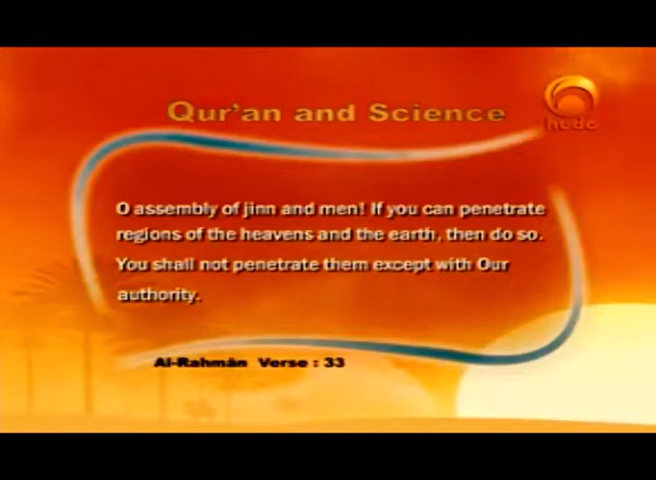 Qur'an and Science
huda
O assembly of jinn and men! If you can penetrate
regions of the heavens and the earth, then do so.
You shall not penetrate them except with Our
authority.
Al-Rahmân Verse : 33